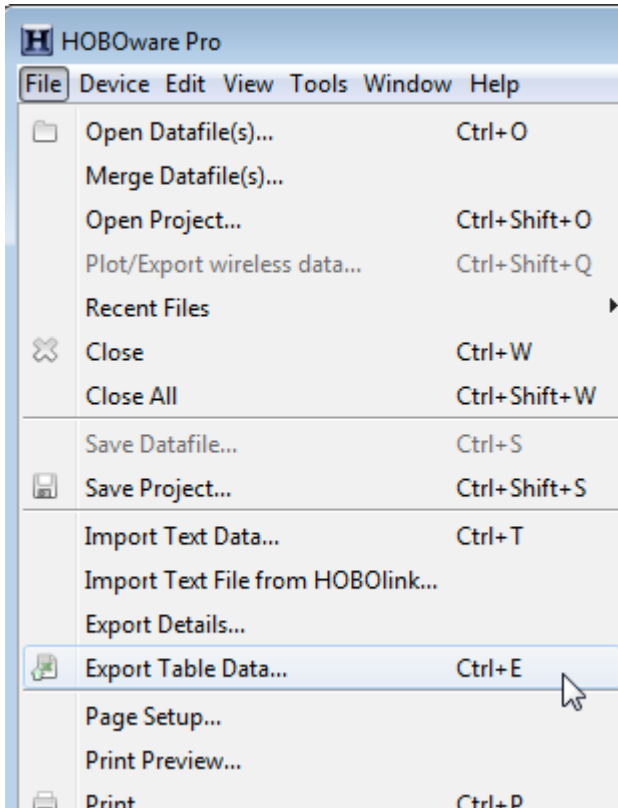 HOBOware Pro
File Device Edit View Tools Window Help
Open Datafile(s)... Ctrl+O
Merge Datafile(s)...
Open Project... Ctrl+Shift+O
Plot/Export wireless data... Ctrl+Shift+Q
Recent Files
Close Ctrl+W
Close All Ctrl+Shift+W
Save Datafile... Ctrl+S
Save Project... Ctrl+Shift+S
Import Text Data... Ctrl+T
Import Text File from HOBOlink...
Export Details...
Export Table Data... Ctrl+E
Page Setup...
Print Preview...
Print... Ctrl+P